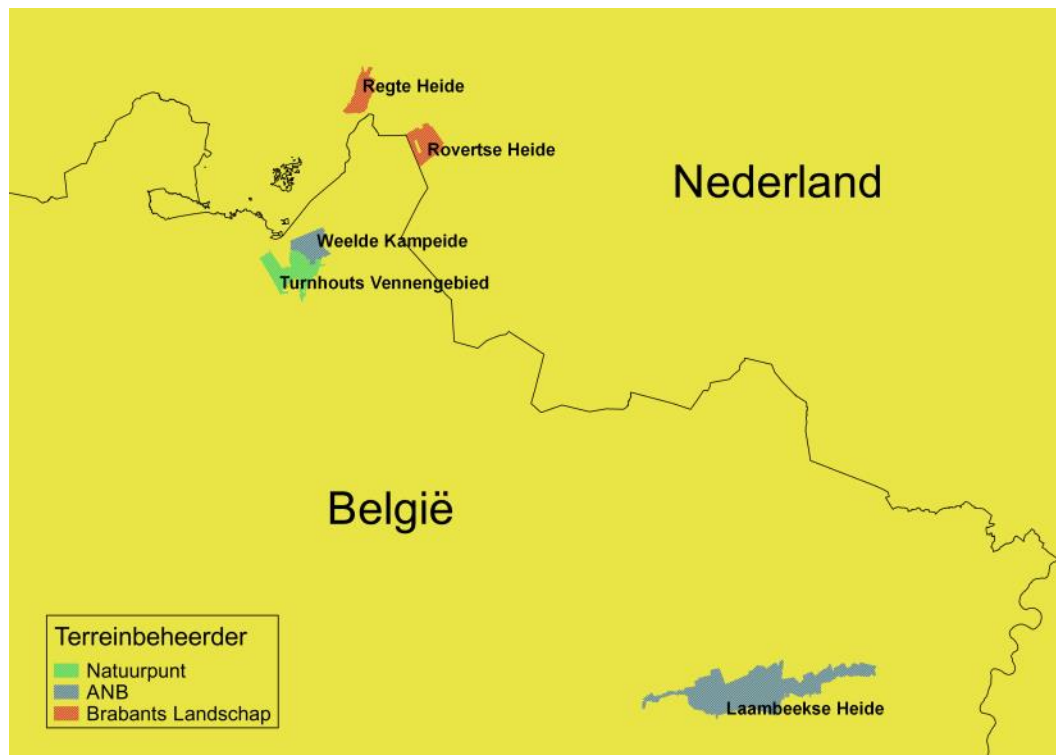 Regte Heide
Rovertse Heide
Nederland
Weelde Kampeide
Turnhouts Vennengebied
België
Terreinbeheerder
Natuurpunt
ANB
Brabants Landschap
Laambeekse Heide